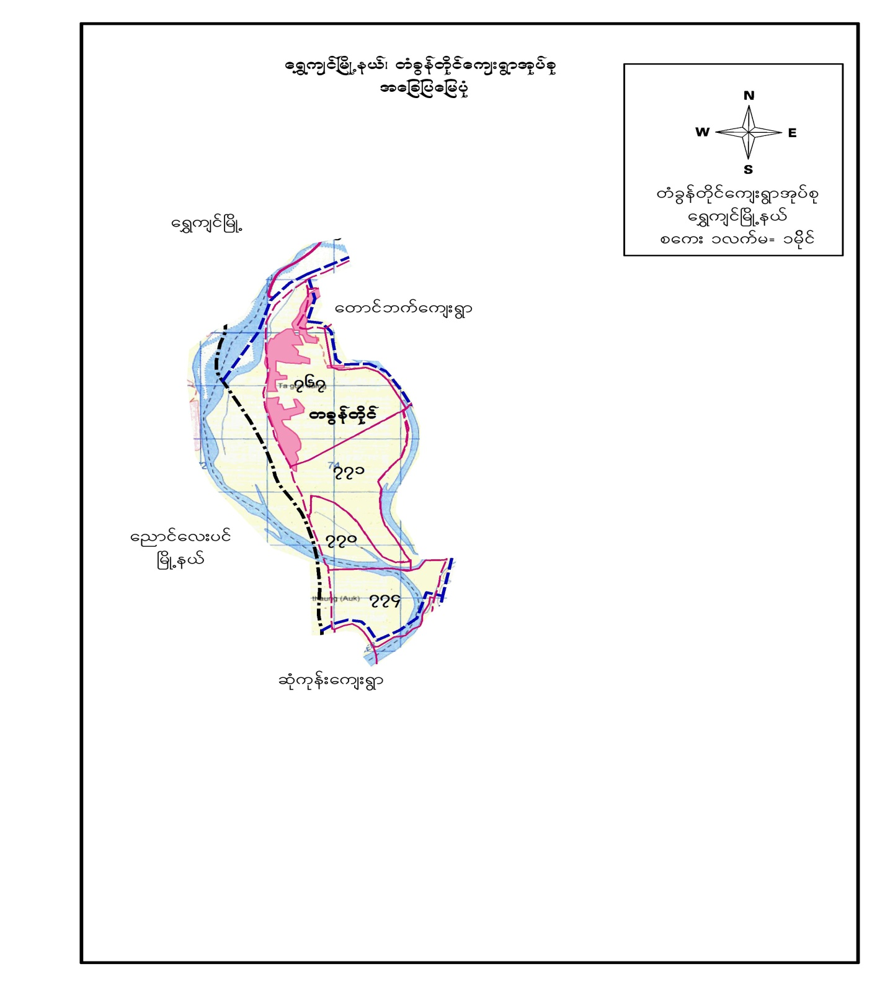 ရွှေကျင်မြို့နယ်၊ တံခွန်တိုင်ကျေးရွာအုပ်စု
အခြေပြမြေပုံ
N
W E
S
တံခွန်တိုင်ကျေးရွာအုပ်စု
ရွှေကျင်မြို့နယ်
စကေး ၁လက်မ= ၁မိုင်
ရွှေကျင်မြို့
တောင်ဘက်ကျေးရွာ
၇၆၇
တခွန်တိုင်
74
၇၇၁
ညောင်လေးပင်
မြို့နယ်
၇၇၀
thaung (Auk)
၇၇၄
ဆုံကုန်းကျေးရွာ